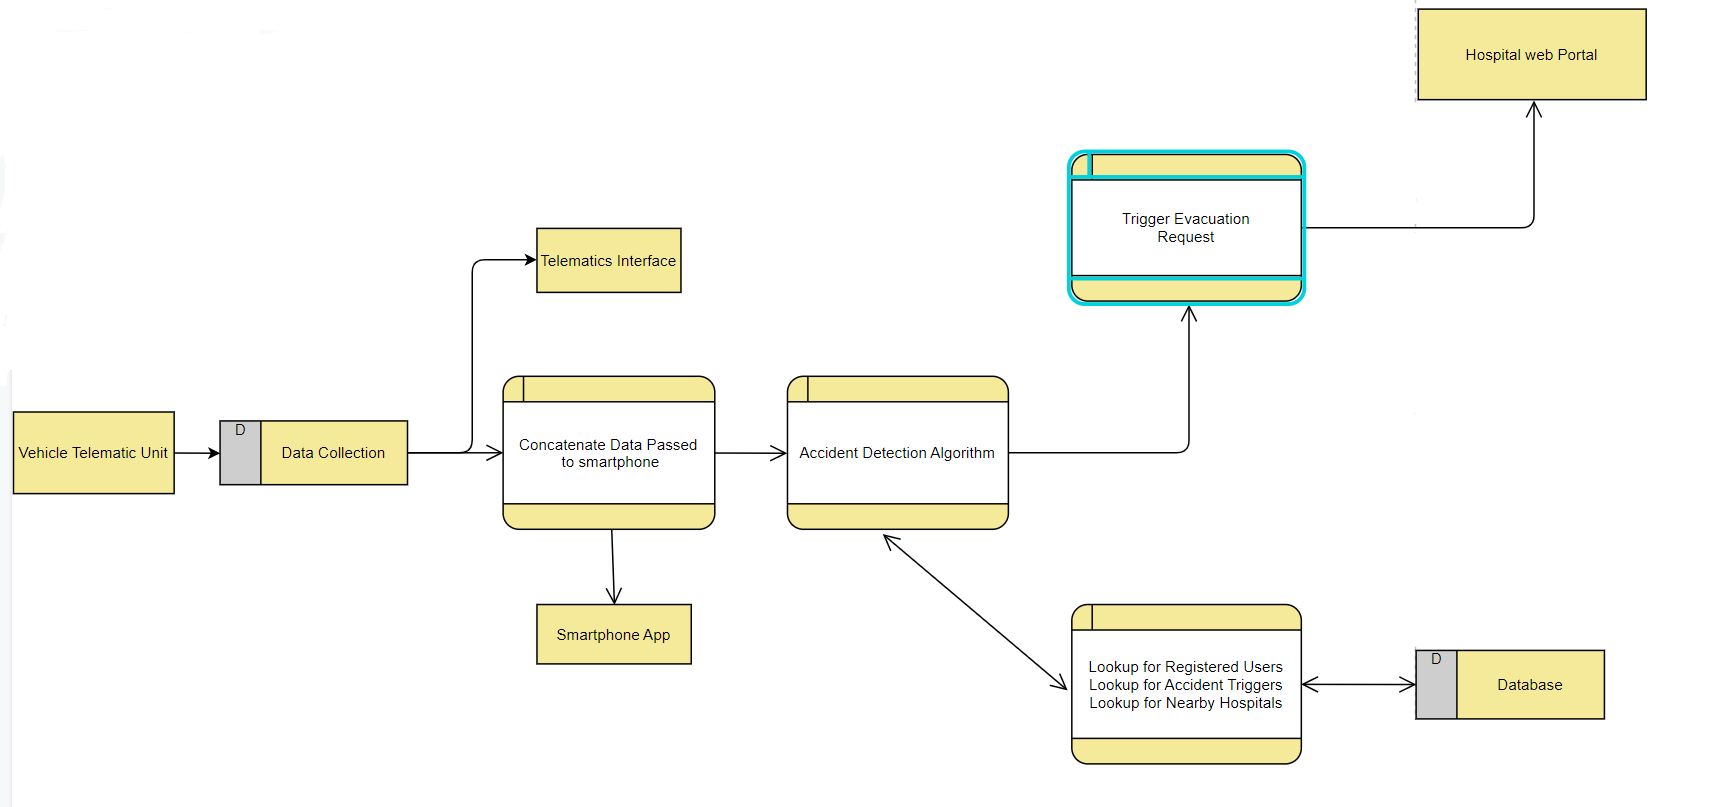 Hospital web Portal
Trigger Evacuation
Request
Telematics Interface
Vehicle Telematic Unit
D
Data Collection
Concatenate Data Passed
to smartphone
Accident Detection Algorithm
Smartphone App
Lookup for Registered Users
Lookup for Accident Triggers
Lookup for Nearby Hospitals
D
Database